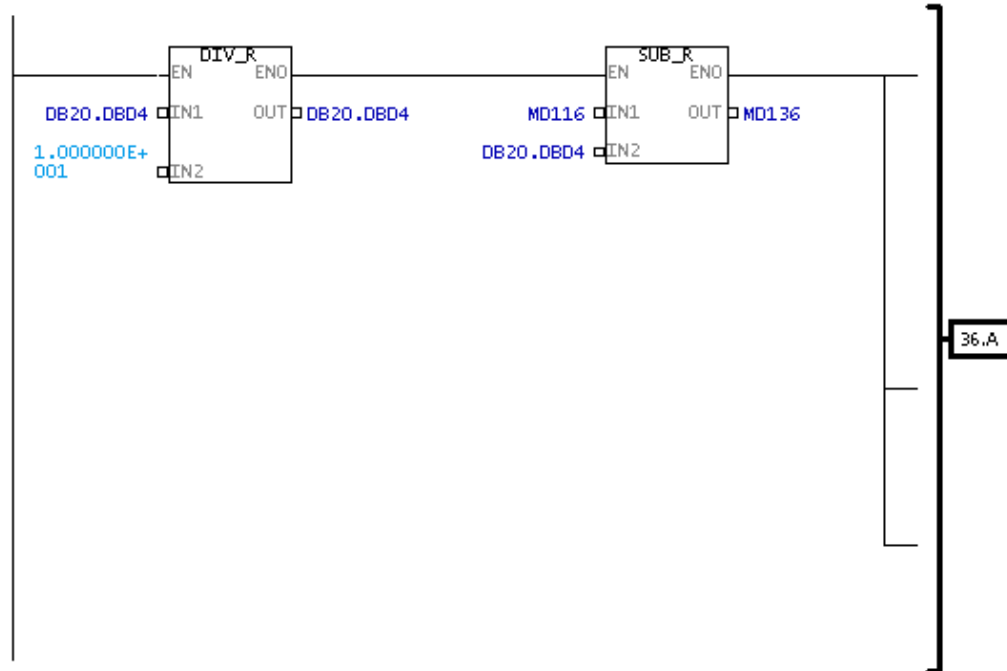 DIV_R
EN ENO
DB20.DBD4 IN1 OUT DB20.DBD4
1.000000E+
001 IN2
SUB_R
EN ENO
MD116 IN1 OUT MD136
DB20.DBD4 IN2
36.A